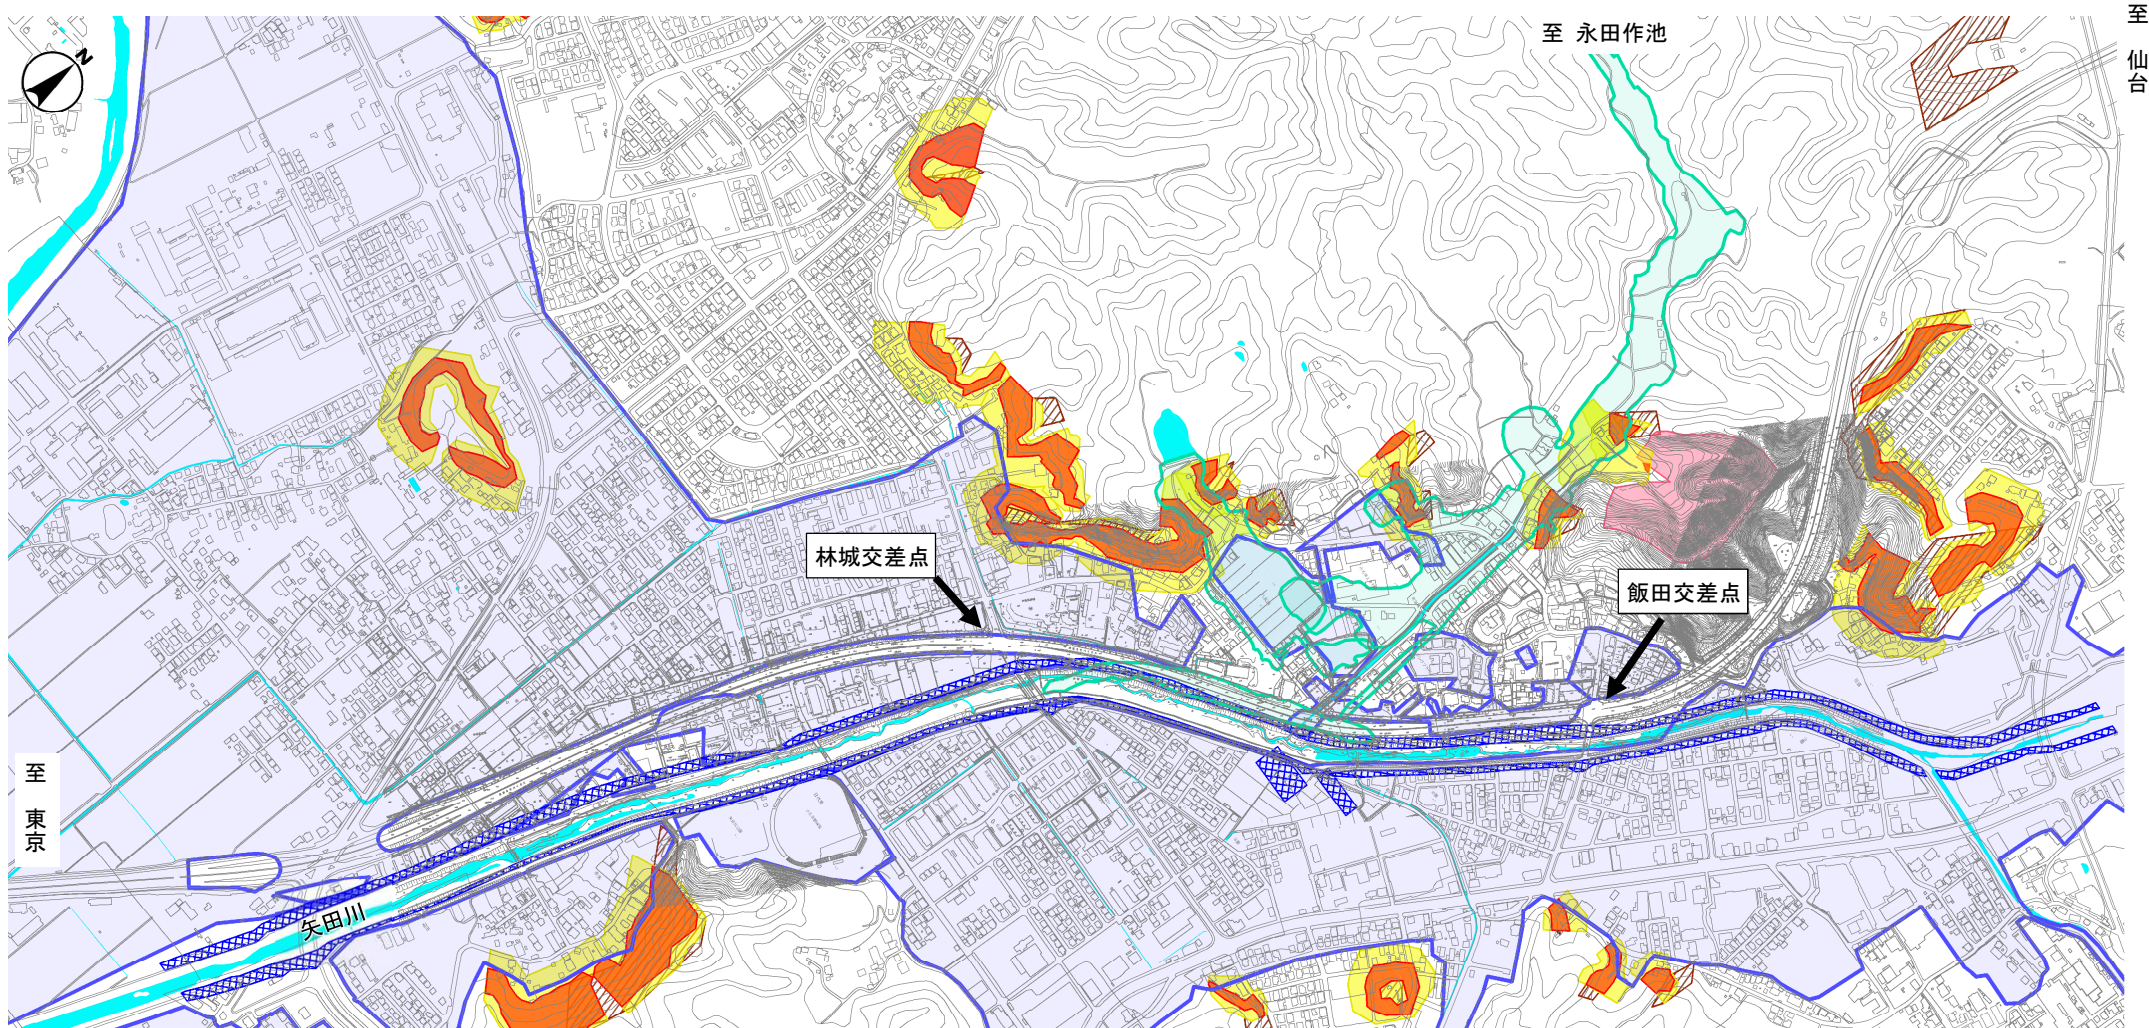 至 仙台
至 永田作池
N
林城交差点
飯田交差点
至 東京
矢田川